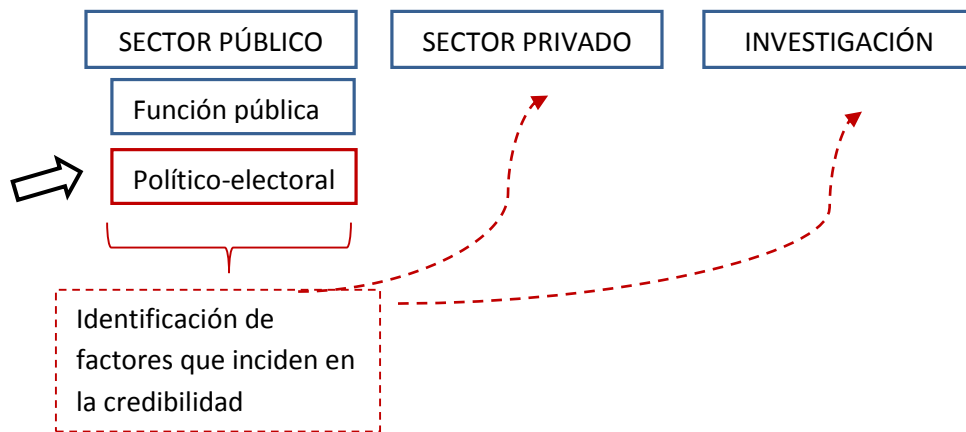 SECTOR PÚBLICO
SECTOR PRIVADO
INVESTIGACIÓN
Función pública
Político-electoral
Identificación de
factores que inciden en
la credibilidad